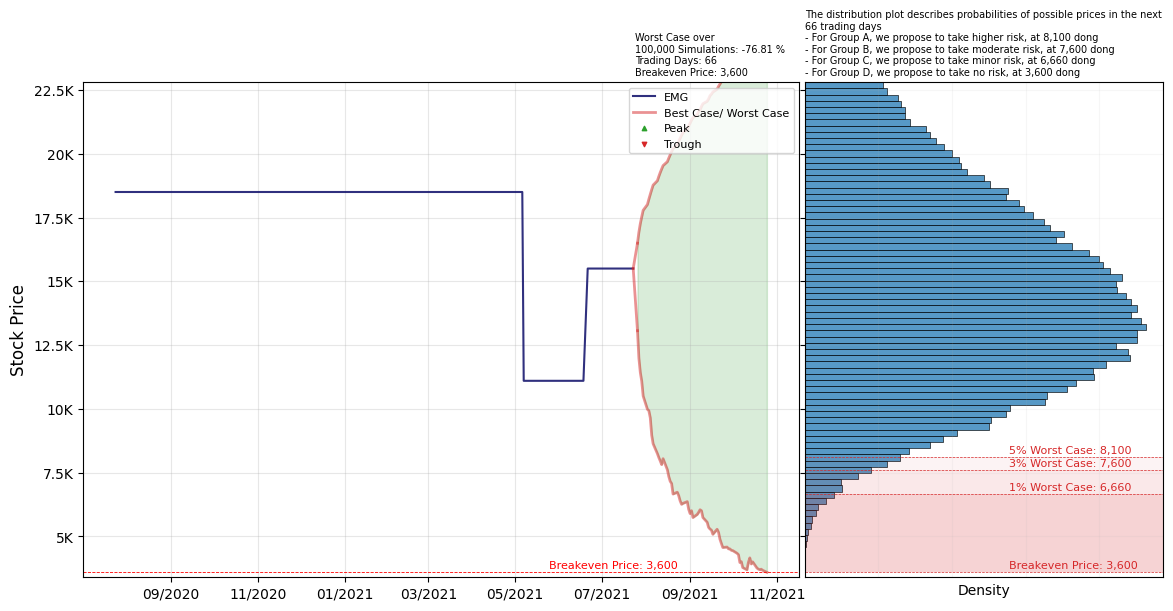 The distribution plot describes probabilities of possible prices in the next
66 trading days
- For Group A, we propose to take higher risk, at 8,100 dong
- For Group B, we propose to take moderate risk, at 7,600 dong
- For Group C, we propose to take minor risk, at 6,660 dong
- For Group D, we propose to take no risk, at 3,600 dong
Worst Case over
100,000 Simulations: -76.81 %
Trading Days: 66
Breakeven Price: 3,600
EMG
Best Case/ Worst Case
Peak
Trough
Stock Price
22.5K
20K
17.5K
15K
12.5K
10K
7.5K
5K
Breakeven Price: 3,600
09/2020
11/2020
01/2021
03/2021
05/2021
07/2021
09/2021
11/2021
5% Worst Case: 8,100
3% Worst Case: 7,600
1% Worst Case: 6,660
Breakeven Price: 3,600
Density